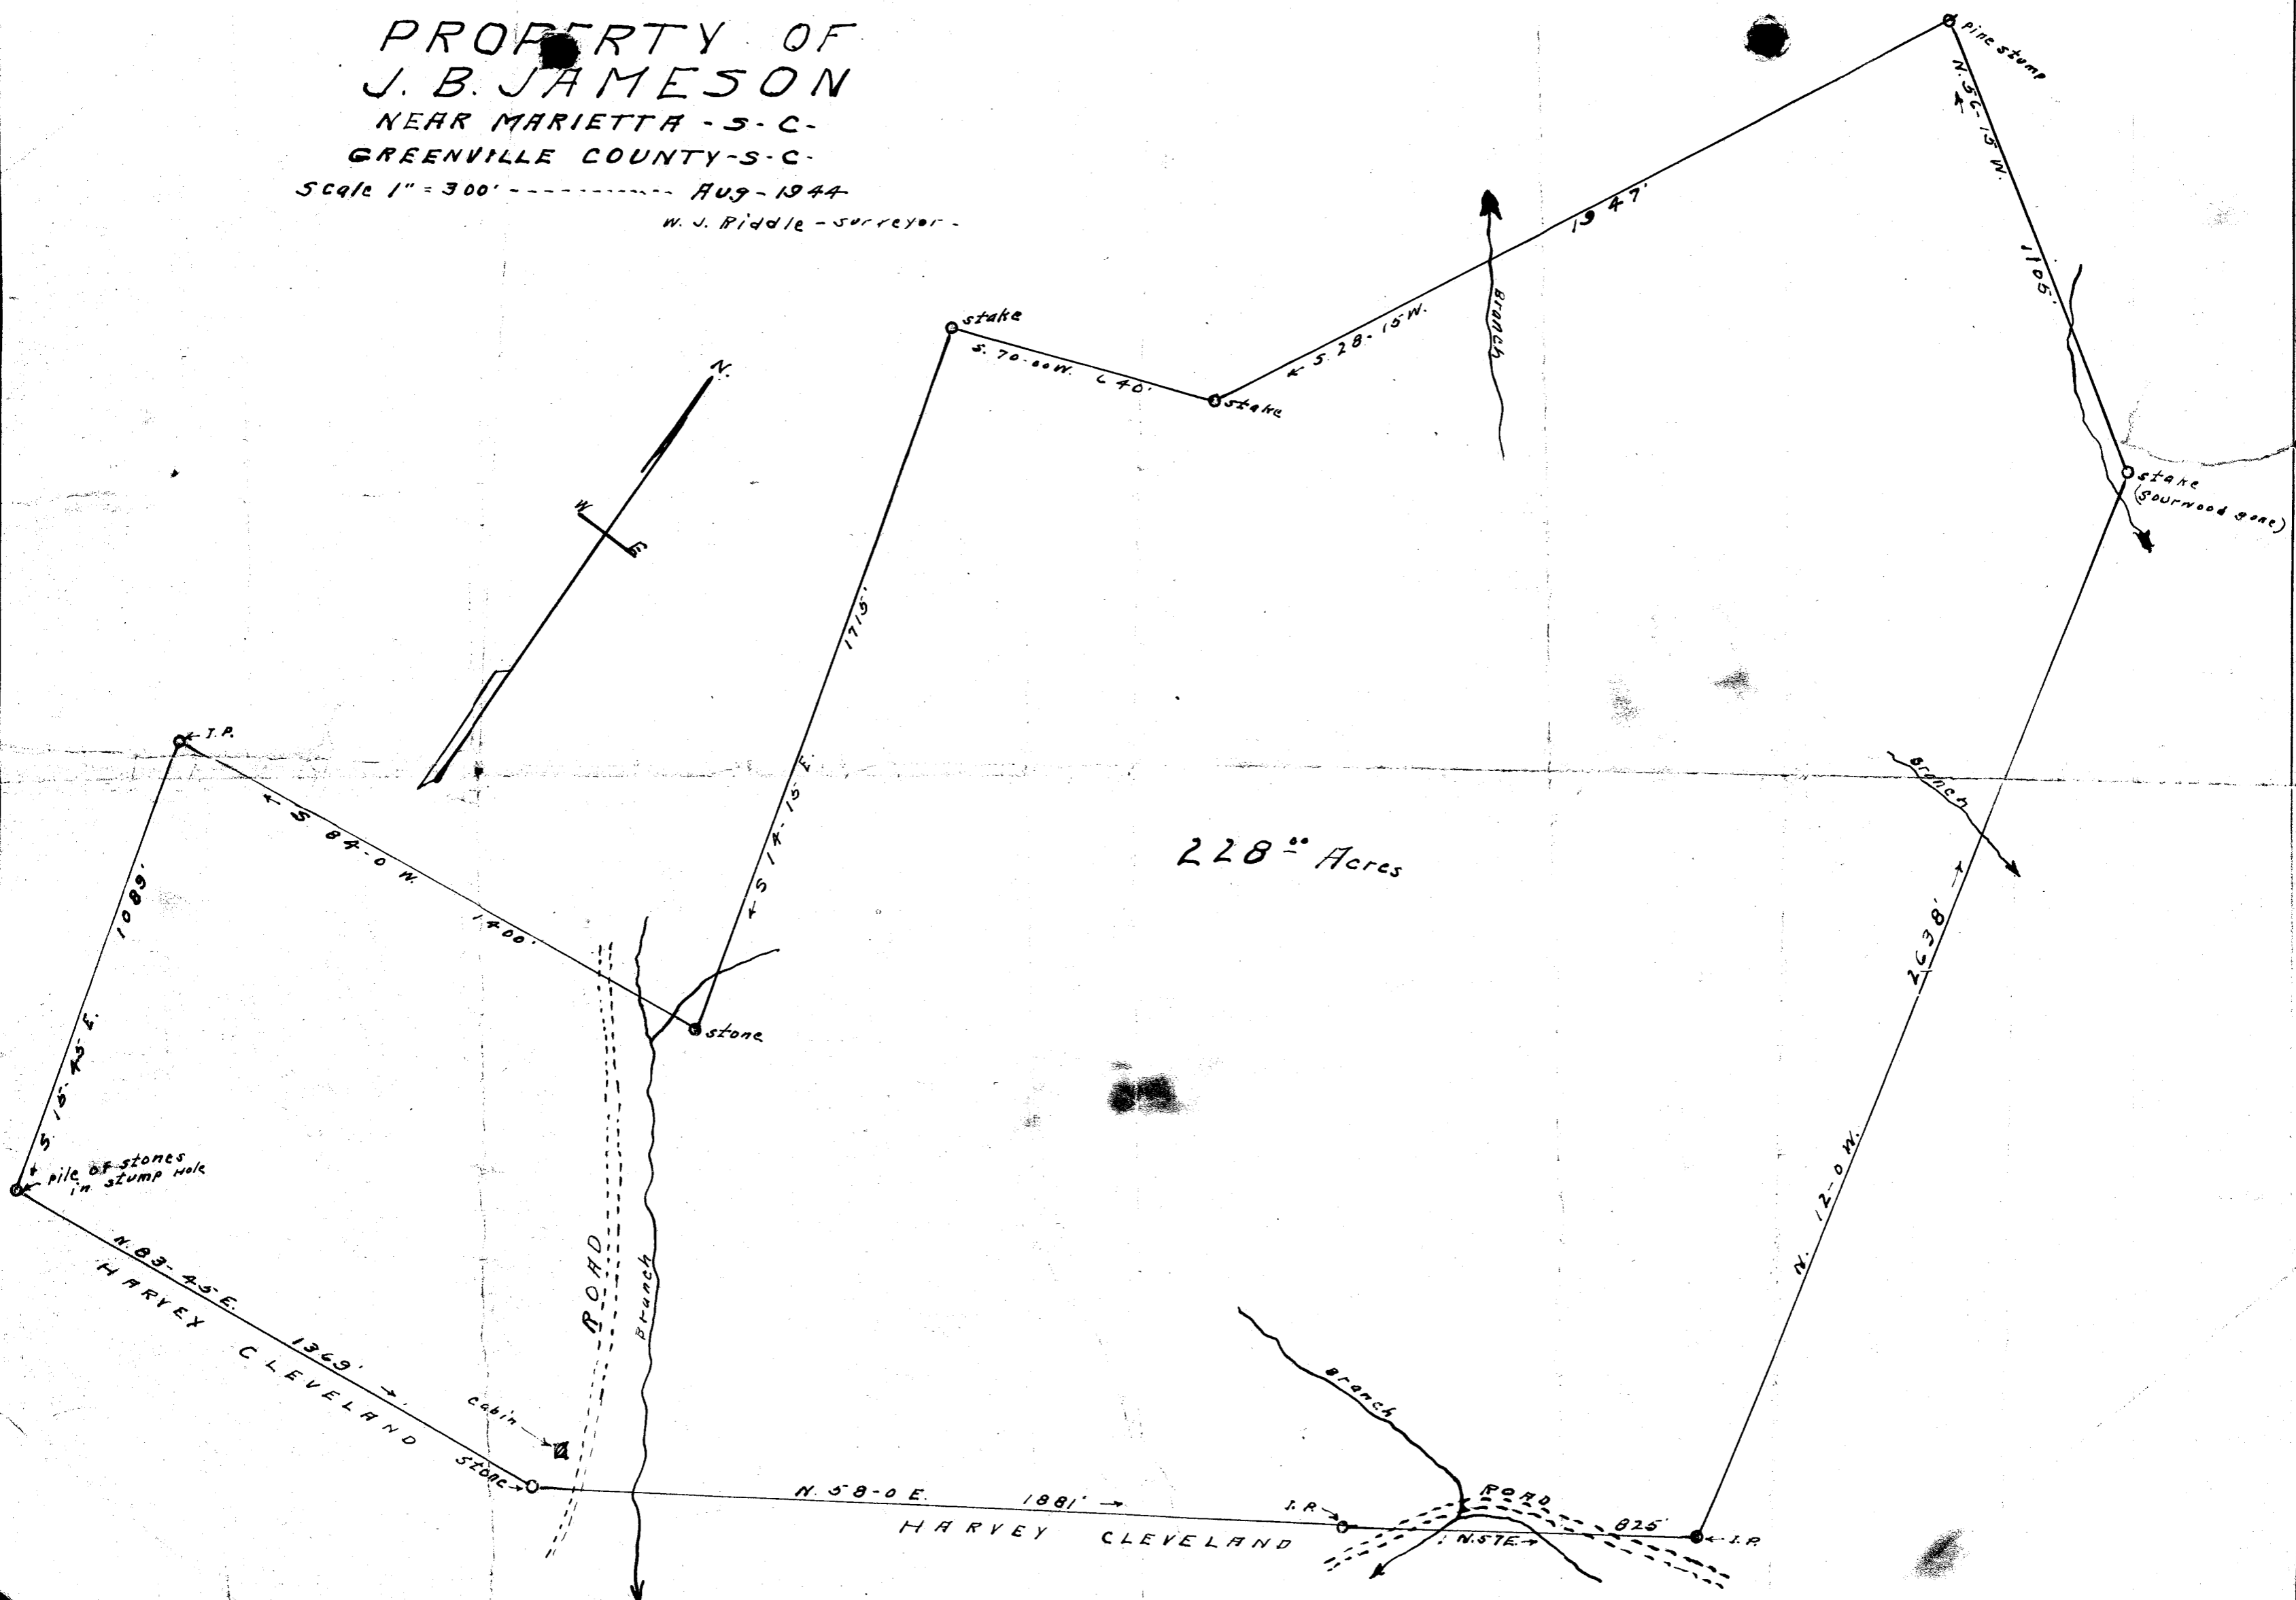 PROPERTY OF
J. B. JAMESON
NEAR MARIETTA - S - C -
GREENVILLE COUNTY - S - C -
Scale 1" = 300' ------------ Aug - 1944
W. J. Riddle - surveyor -
Pine stump
N. 56-15 W.
1105'
1947'
S. 28-15 W.
Branch
stake
S. 70-00 W. 640'
stake
N.
W
E
stake
(sourwood gone)
1715'
S 14-15 E.
I.P.
S 84-0 W.
1400'
1089'
S 15-45 E.
Branch
228 00 Acres
2638'
N. 12-0 W.
stone
pile of stones
in stump Hole
N. 83-45 E.
1369'
HARVEY CLEVELAND
ROAD
Branch
cabin
stone
Branch
N. 58-0 E. 1881'
HARVEY CLEVELAND
I.P.
ROAD
825'
N. 57 E
I.P.